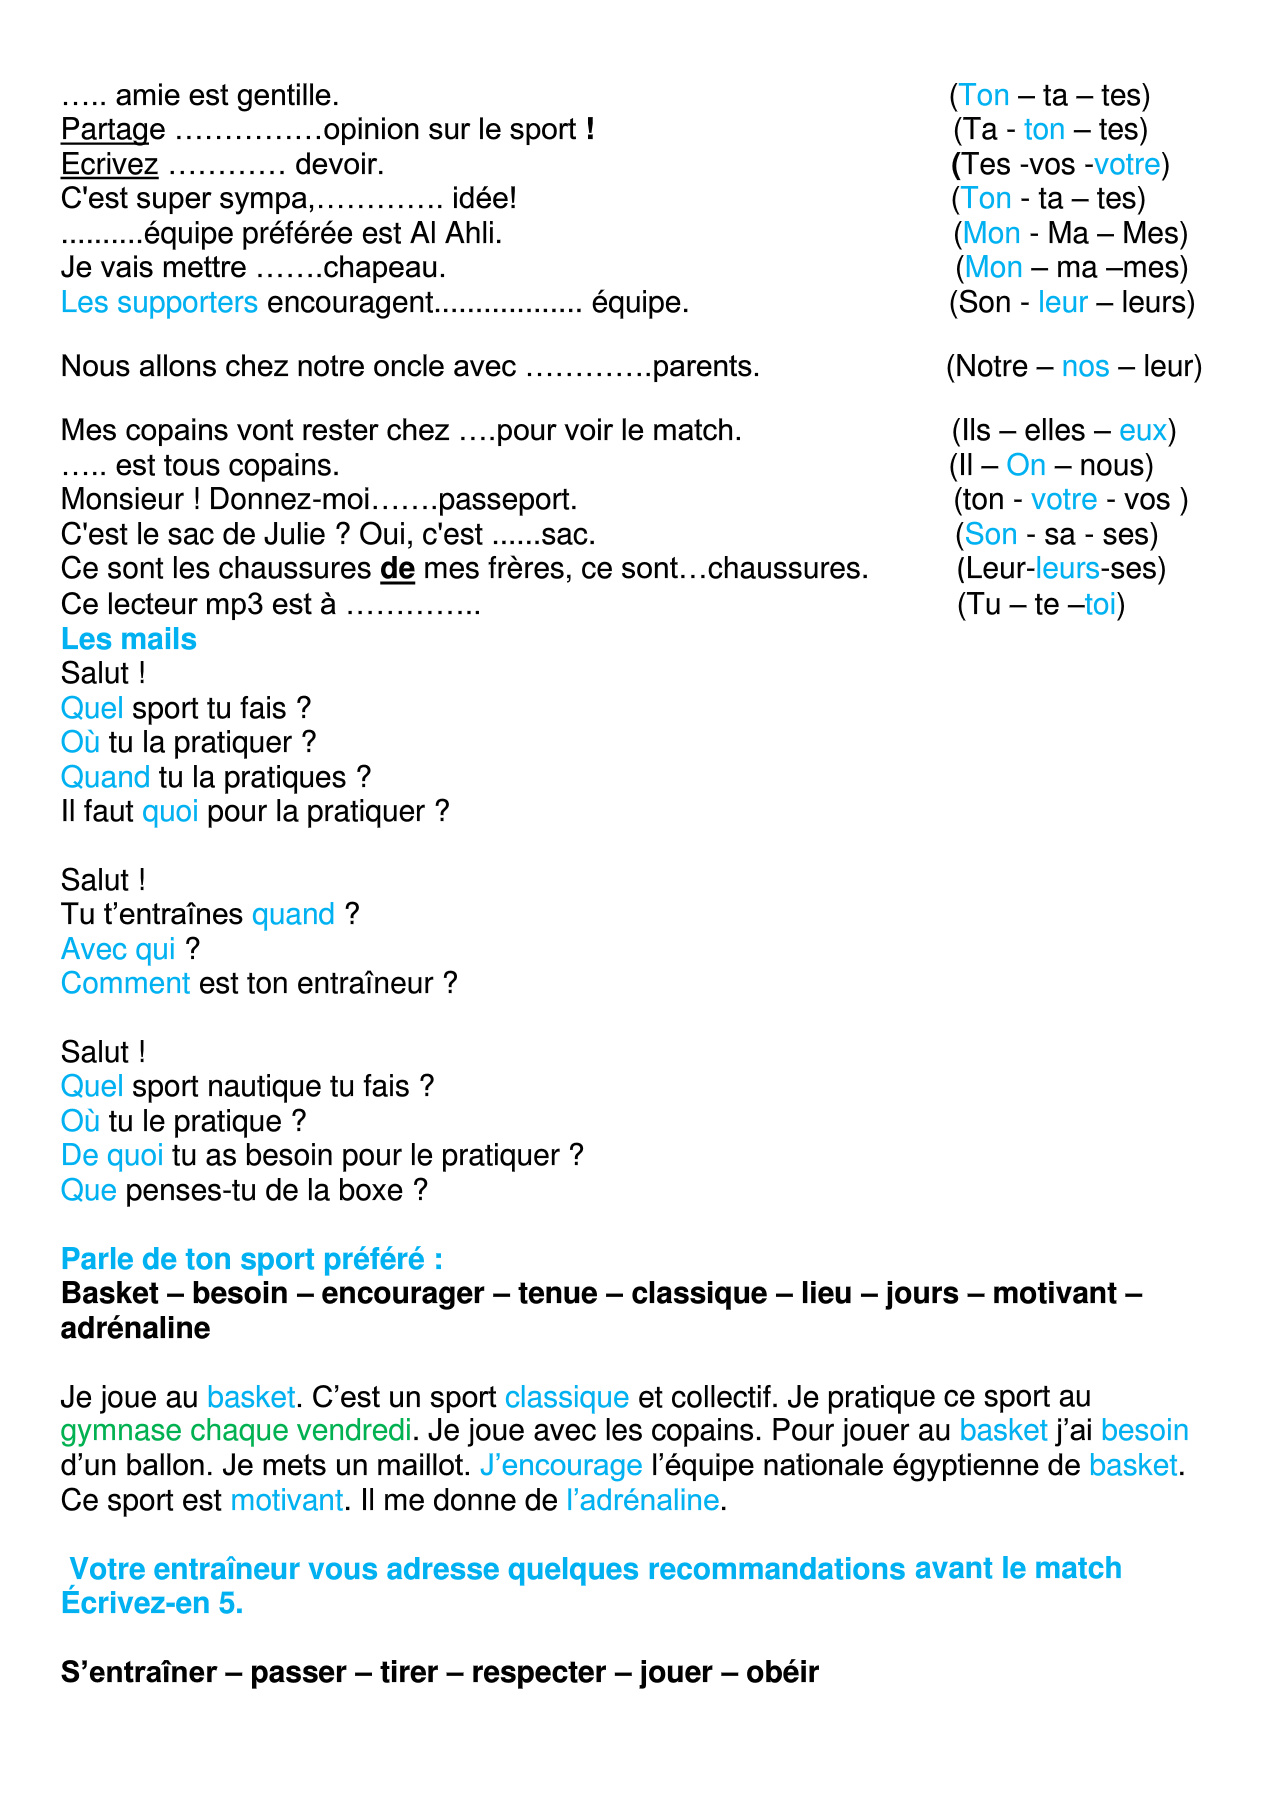 ….. amie est gentille. (Ton – ta – tes)
Partage ……………opinion sur le sport ! (Ta - ton – tes)
Ecrivez ………… devoir. (Tes -vos -votre)
C'est super sympa,…………. idée! (Ton - ta – tes)
..........équipe préférée est Al Ahli. (Mon - Ma – Mes)
Je vais mettre …….chapeau. (Mon – ma –mes)
Les supporters encouragent.................. équipe. (Son - leur – leurs)
Nous allons chez notre oncle avec ………….parents. (Notre – nos – leur)
Mes copains vont rester chez ….pour voir le match. (Ils – elles – eux)
….. est tous copains. (Il – On – nous)
Monsieur ! Donnez-moi…….passeport. (ton - votre - vos )
C'est le sac de Julie ? Oui, c'est ......sac. (Son - sa - ses)
Ce sont les chaussures de mes frères, ce sont…chaussures. (Leur-leurs-ses)
Ce lecteur mp3 est à ………….. (Tu – te –toi)
Les mails
Salut !
Quel sport tu fais ?
Où tu la pratiquer ?
Quand tu la pratiques ?
Il faut quoi pour la pratiquer ?
Salut !
Tu t’entraînes quand ?
Avec qui ?
Comment est ton entraîneur ?
Salut !
Quel sport nautique tu fais ?
Où tu le pratique ?
De quoi tu as besoin pour le pratiquer ?
Que penses-tu de la boxe ?
Parle de ton sport préféré :
Basket – besoin – encourager – tenue – classique – lieu – jours – motivant –
adrénaline
Je joue au basket. C’est un sport classique et collectif. Je pratique ce sport au
gymnase chaque vendredi. Je joue avec les copains. Pour jouer au basket j’ai besoin
d’un ballon. Je mets un maillot. J’encourage l’équipe nationale égyptienne de basket.
Ce sport est motivant. Il me donne de l’adrénaline.
Votre entraîneur vous adresse quelques recommandations avant le match
Écrivez-en 5.
S’entraîner – passer – tirer – respecter – jouer – obéir